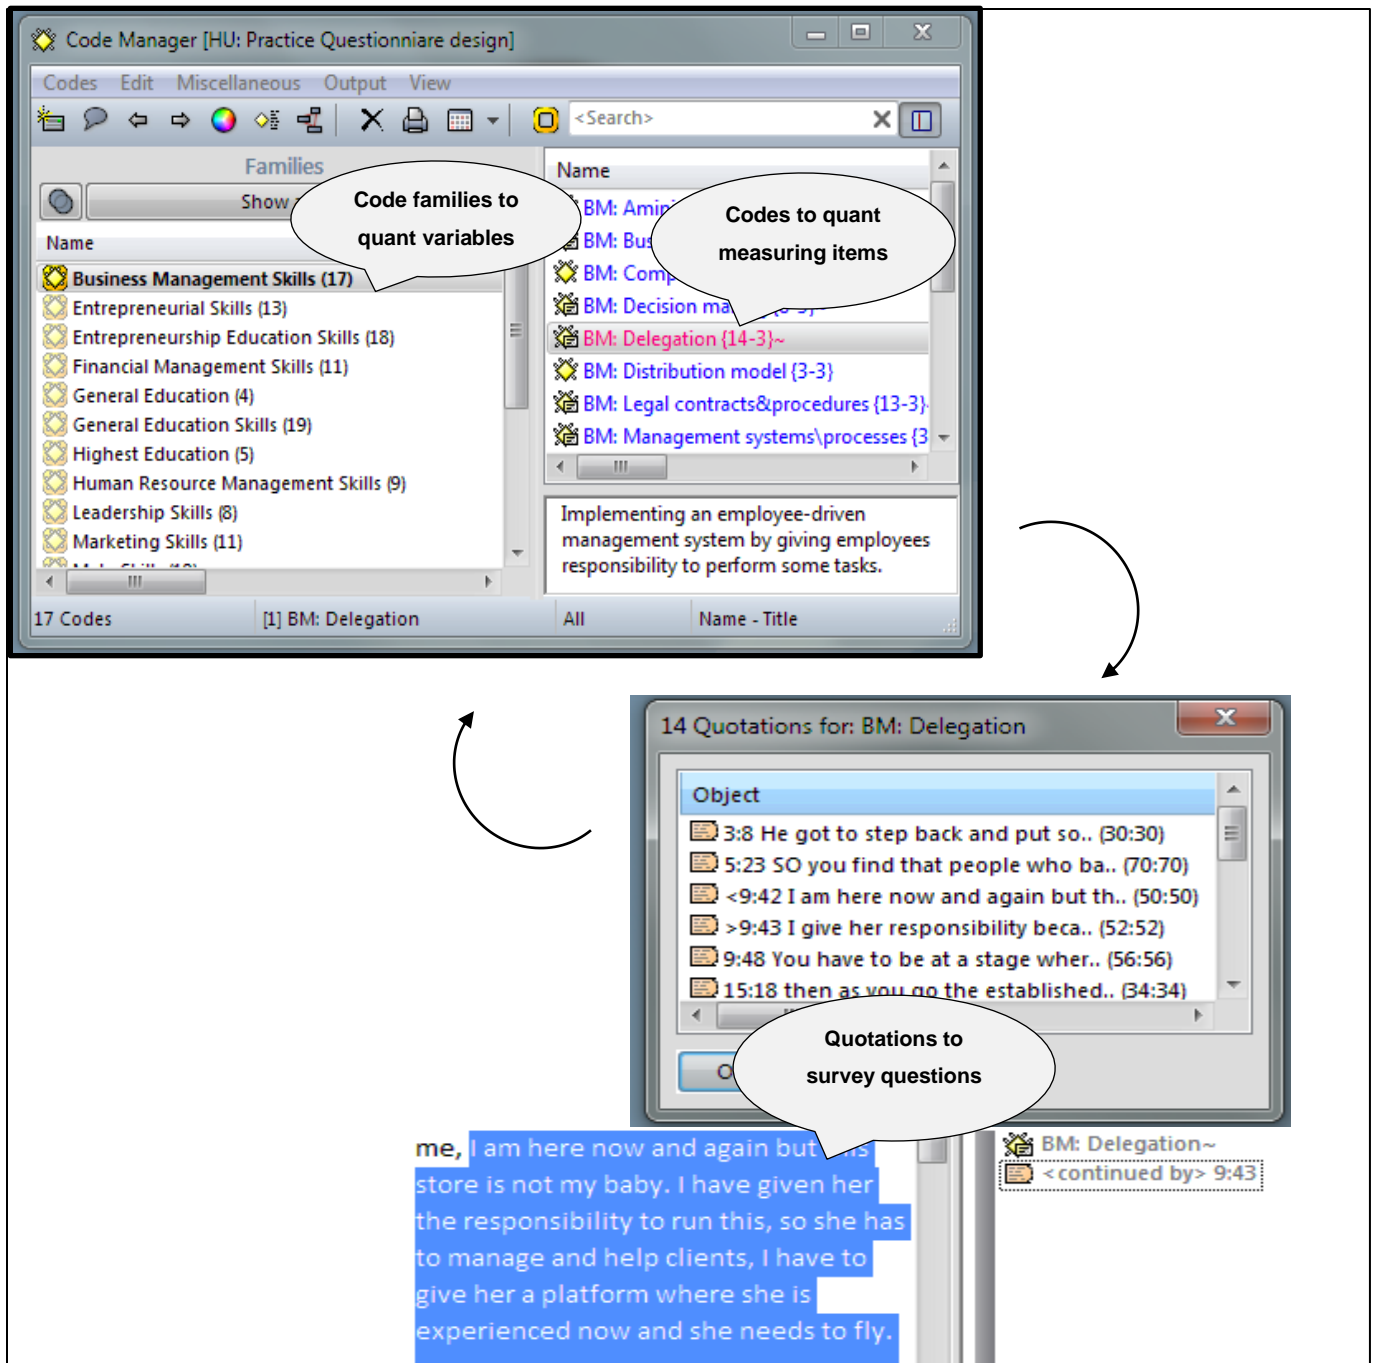 Code Manager [HU: Practice Questionniare design]
Codes Edit Miscellaneous Output View
<Search>
Families
Show
Name
Business Management Skills (17)
Entrepreneurial Skills (13)
Entrepreneurship Education Skills (18)
Financial Management Skills (11)
General Education (4)
General Education Skills (19)
Highest Education (5)
Human Resource Management Skills (9)
Leadership Skills (8)
Marketing Skills (11)
Code families to
quant variables
Name
BM: Amini
BM: Bus
BM: Comp
BM: Decision ma
BM: Delegation {14-3}~
BM: Distribution model {3-3}
BM: Legal contracts&procedures {13-3}
BM: Management systems\processes {3
Codes to quant
measuring items
Implementing an employee-driven
management system by giving employees
responsibility to perform some tasks.
17 Codes [1] BM: Delegation All Name - Title
14 Quotations for: BM: Delegation
Object
3:8 He got to step back and put so.. (30:30)
5:23 SO you find that people who ba.. (70:70)
<9:42 I am here now and again but th.. (50:50)
>9:43 I give her responsibility beca.. (52:52)
9:48 You have to be at a stage wher.. (56:56)
15:18 then as you go the established.. (34:34)
Quotations to
survey questions
me, I am here now and again but this
store is not my baby. I have given her
the responsibility to run this, so she has
to manage and help clients, I have to
give her a platform where she is
experienced now and she needs to fly.
BM: Delegation~
<continued by> 9:43